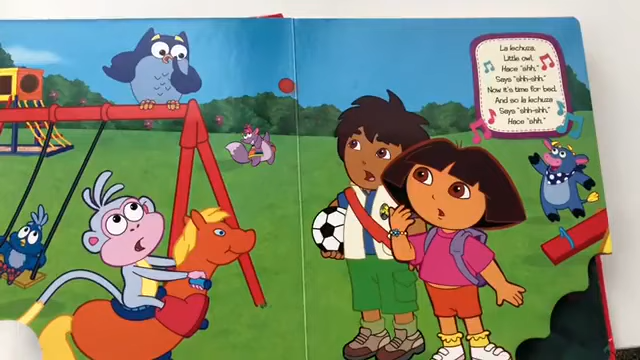 La lechuza,
Little owl,
Hace "shh,"
Says "shh-shh."
Now it's time for bed.
And so la lechuza
Says "shh-shh,"
Hace "shh."